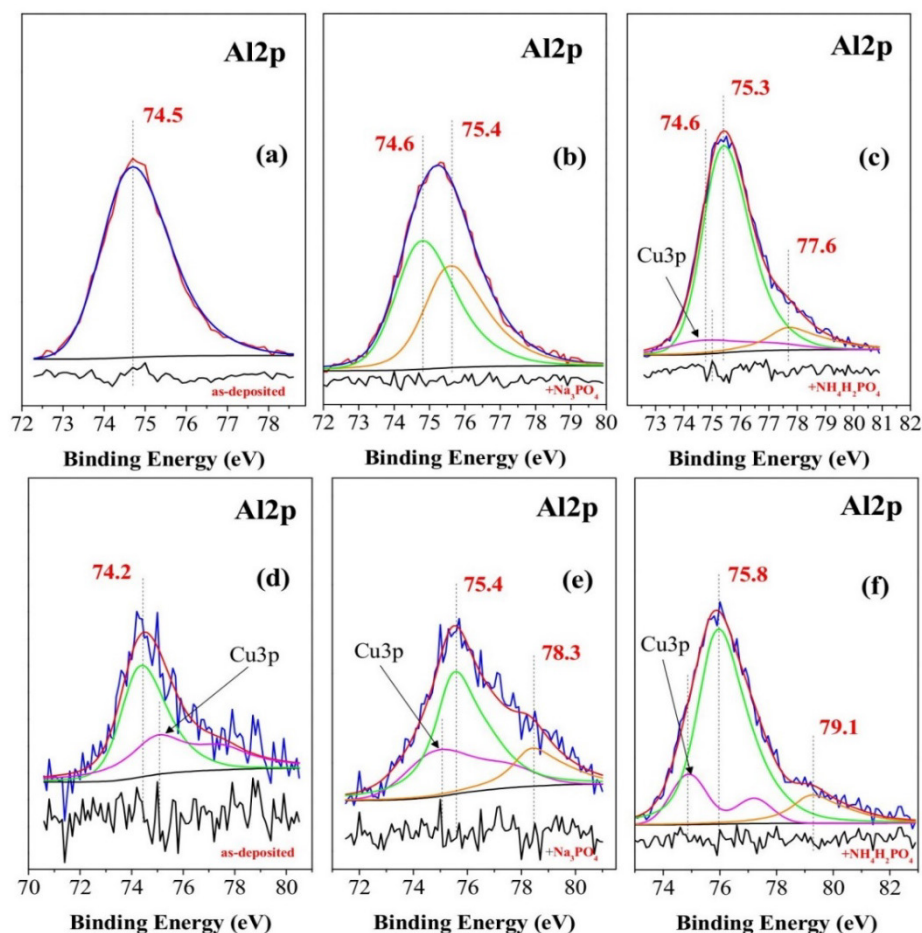 Al2p
74.5
(a)
as-deposited
72 73 74 75 76 77 78
Binding Energy (eV)
Al2p
74.6 75.4
(b)
+Na₃PO₄
72 73 74 75 76 77 78 79 80
Binding Energy (eV)
Al2p
75.3
74.6
(c)
77.6
Cu3p
+NH₄H₂PO₄
73 74 75 76 77 78 79 80 81 82
Binding Energy (eV)
Al2p
74.2
(d)
Cu3p
as-deposited
70 72 74 76 78 80
Binding Energy (eV)
Al2p
75.4
(e)
78.3
Cu3p
+Na₃PO₄
72 74 76 78 80
Binding Energy (eV)
Al2p
75.8
(f)
Cu3p
79.1
+NH₄H₂PO₄
74 76 78 80 82
Binding Energy (eV)